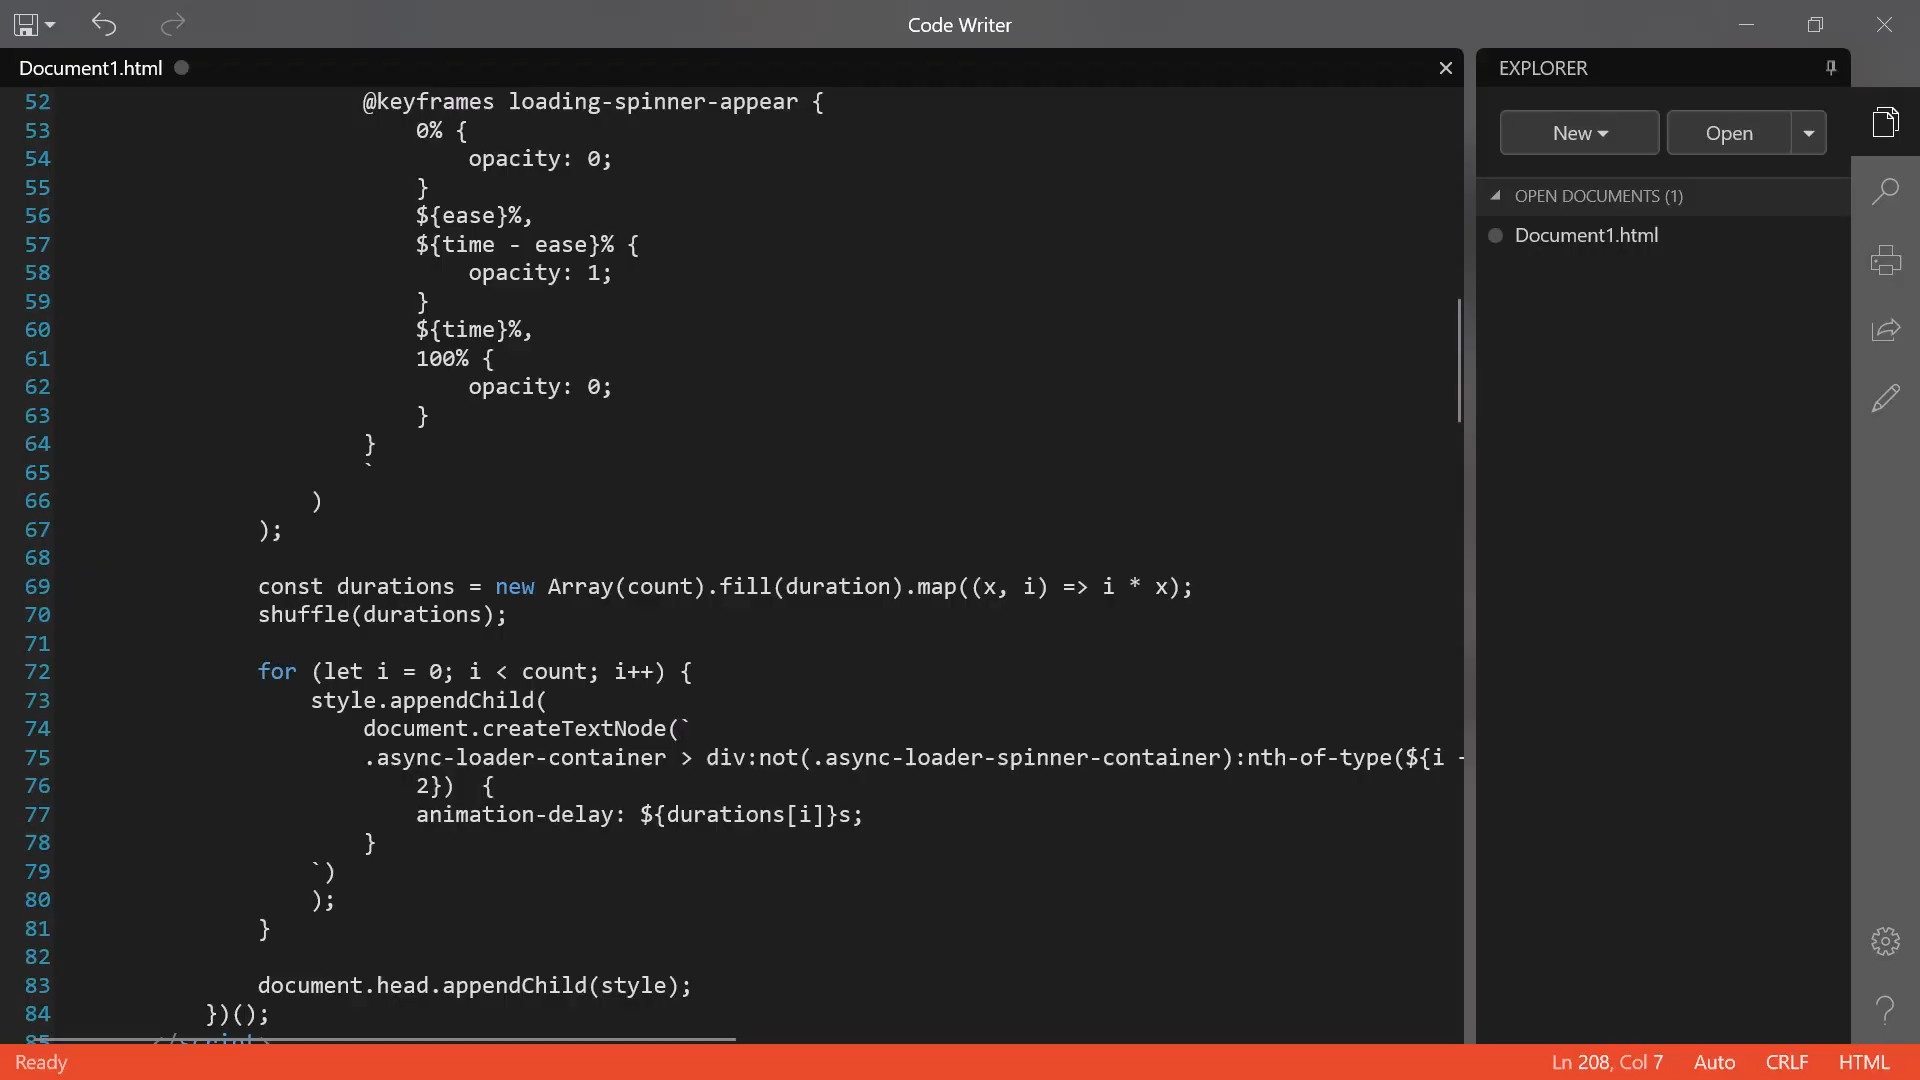 Code Writer
Document1.html
EXPLORER
New
Open
OPEN DOCUMENTS (1)
Document1.html
52 @keyframes loading-spinner-appear {
53 0% {
54 opacity: 0;
55 }
56 ${ease}%,
57 ${time - ease}% {
58 opacity: 1;
59 }
60 ${time}%,
61 100% {
62 opacity: 0;
63 }
64 }
65 `
66 )
67 );
68
69 const durations = new Array(count).fill(duration).map((x, i) => i * x);
70 shuffle(durations);
71
72 for (let i = 0; i < count; i++) {
73 style.appendChild(
74 document.createTextNode(`
75 .async-loader-container > div:not(.async-loader-spinner-container):nth-of-type(${i
76 2})  {
77 animation-delay: ${durations[i]}s;
78 }
79 `)
80 );
81 }
82
83 document.head.appendChild(style);
84 })();
85 </script>
Ready
Ln 208, Col 7
Auto
CRLF
HTML